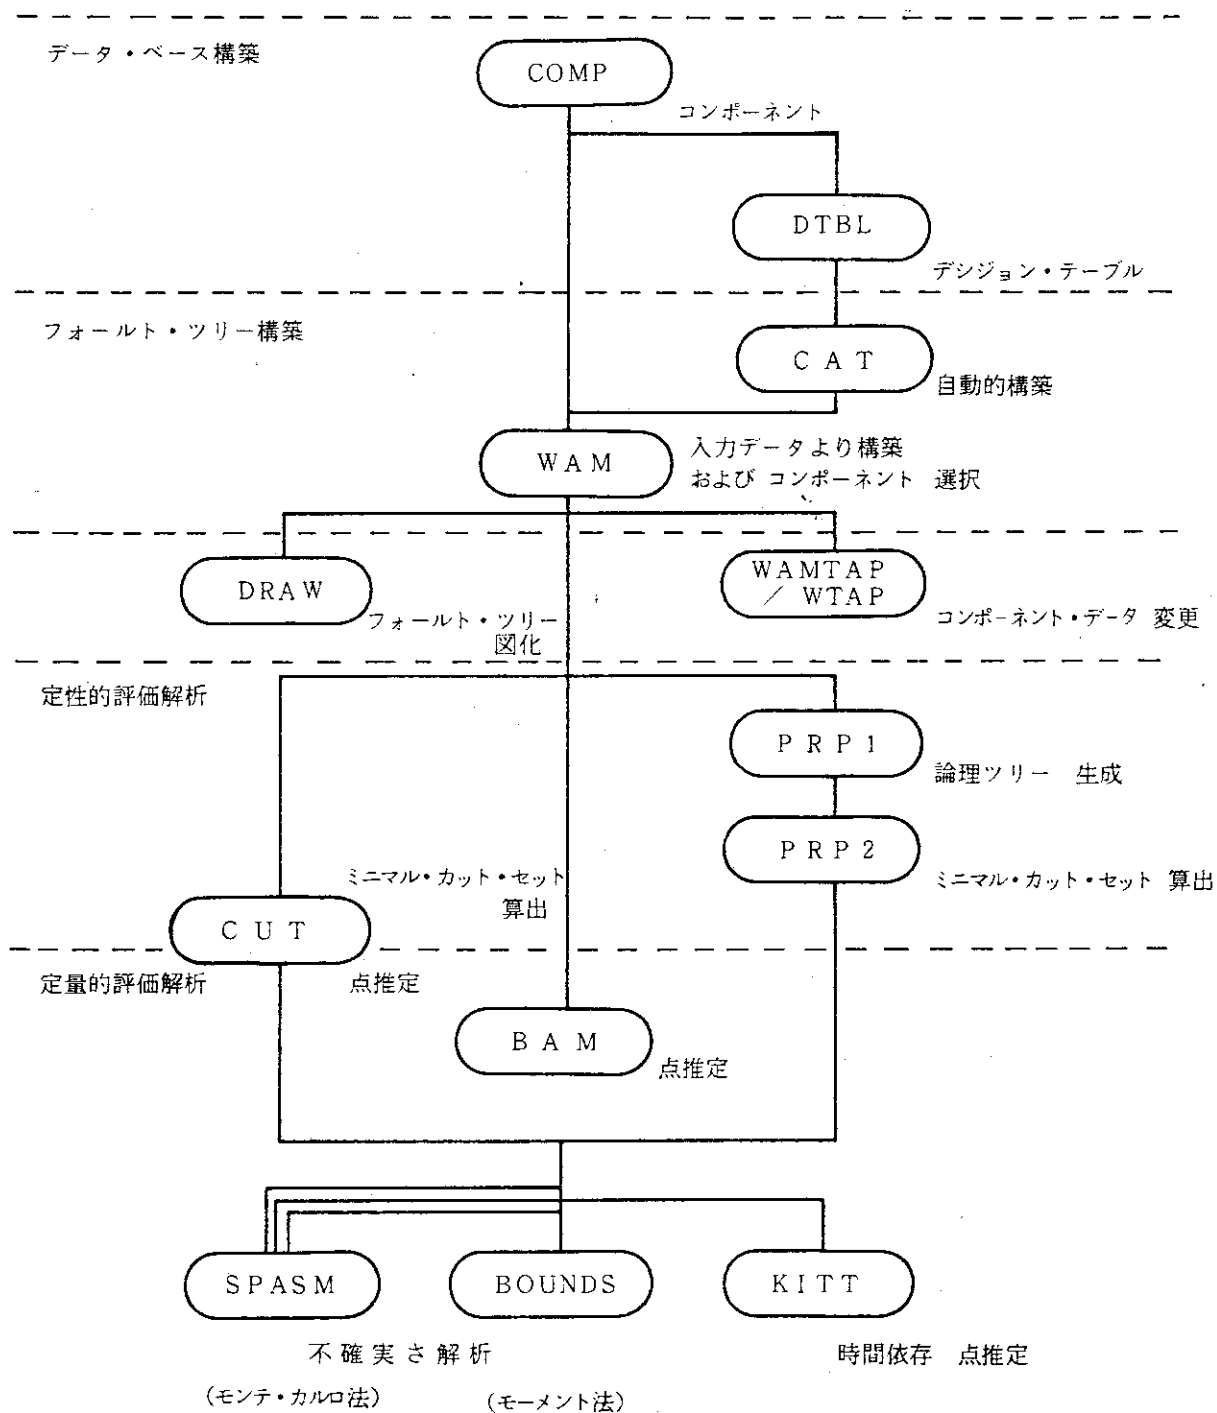 データ・ベース構築
COMP
コンポーネント
DTBL
デシジョン・テーブル
フォールト・ツリー構築
CAT
自動的構築
WAM
入力データより構築
および コンポーネント 選択
DRAW
フォールト・ツリー
図化
WAMTAP
/ WTAP
コンポーネント・データ 変更
定性的評価解析
PRP1
論理ツリー 生成
PRP2
ミニマル・カット・セット 算出
ミニマル・カット・セット
算出
CUT
定量的評価解析
点推定
BAM
点推定
SPASM
BOUNDS
KITT
不確実さ解析
時間依存 点推定
(モンテ・カルロ法)
(モーメント法)